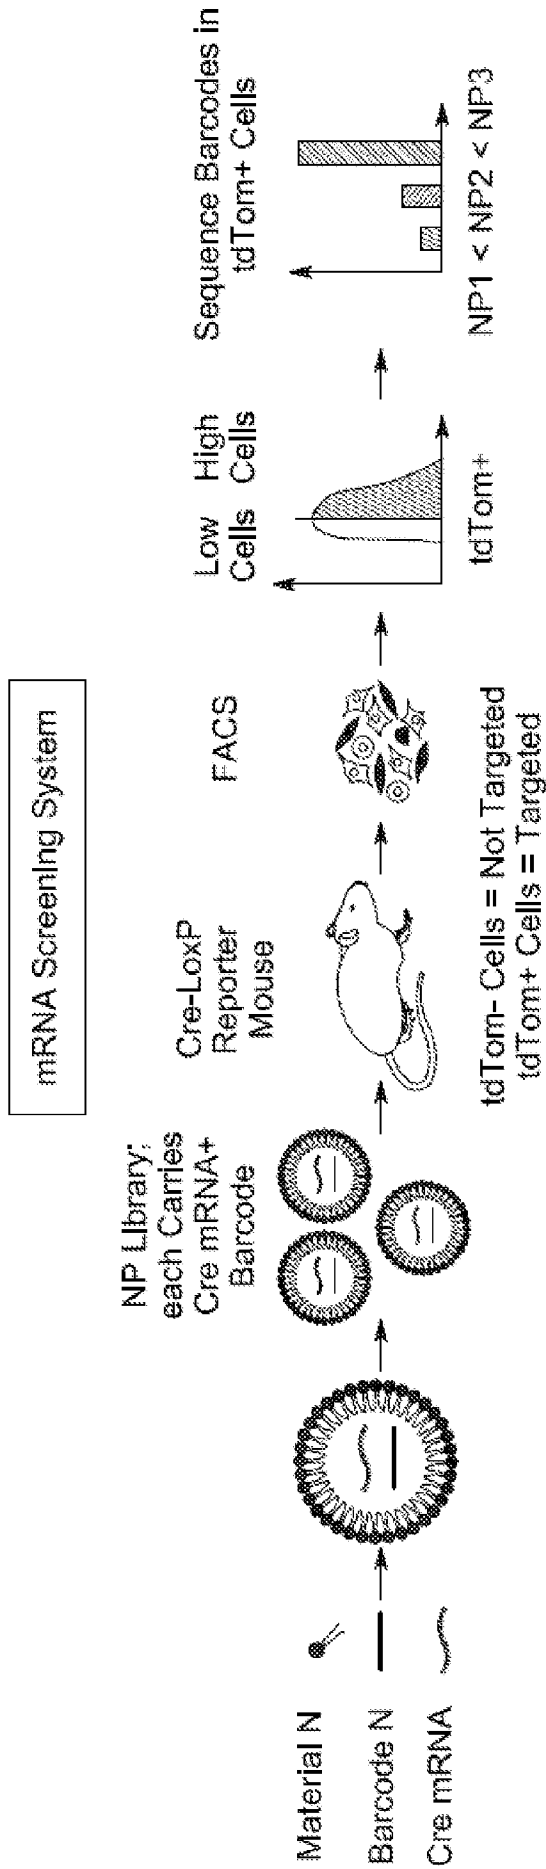 mRNA Screening System
Material N
Barcode N
Cre mRNA
NP Library;
each Carries
Cre mRNA+
Barcode
Cre-LoxP
Reporter
Mouse
FACS
tdTom- Cells = Not Targeted
tdTom+ Cells = Targeted
Low
Cells
High
Cells
tdTom+
Sequence Barcodes in
tdTom+ Cells
NP1 < NP2 < NP3